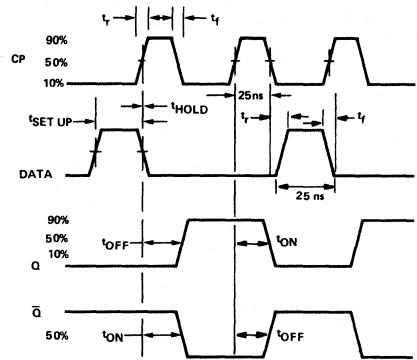 tr tf
90%
CP 50%
10%
tHOLD
25ns
tSET UP
tr tf
DATA
25 ns
90%
50% tOFF tON
10%
Q
Q̅
50% tON tOFF